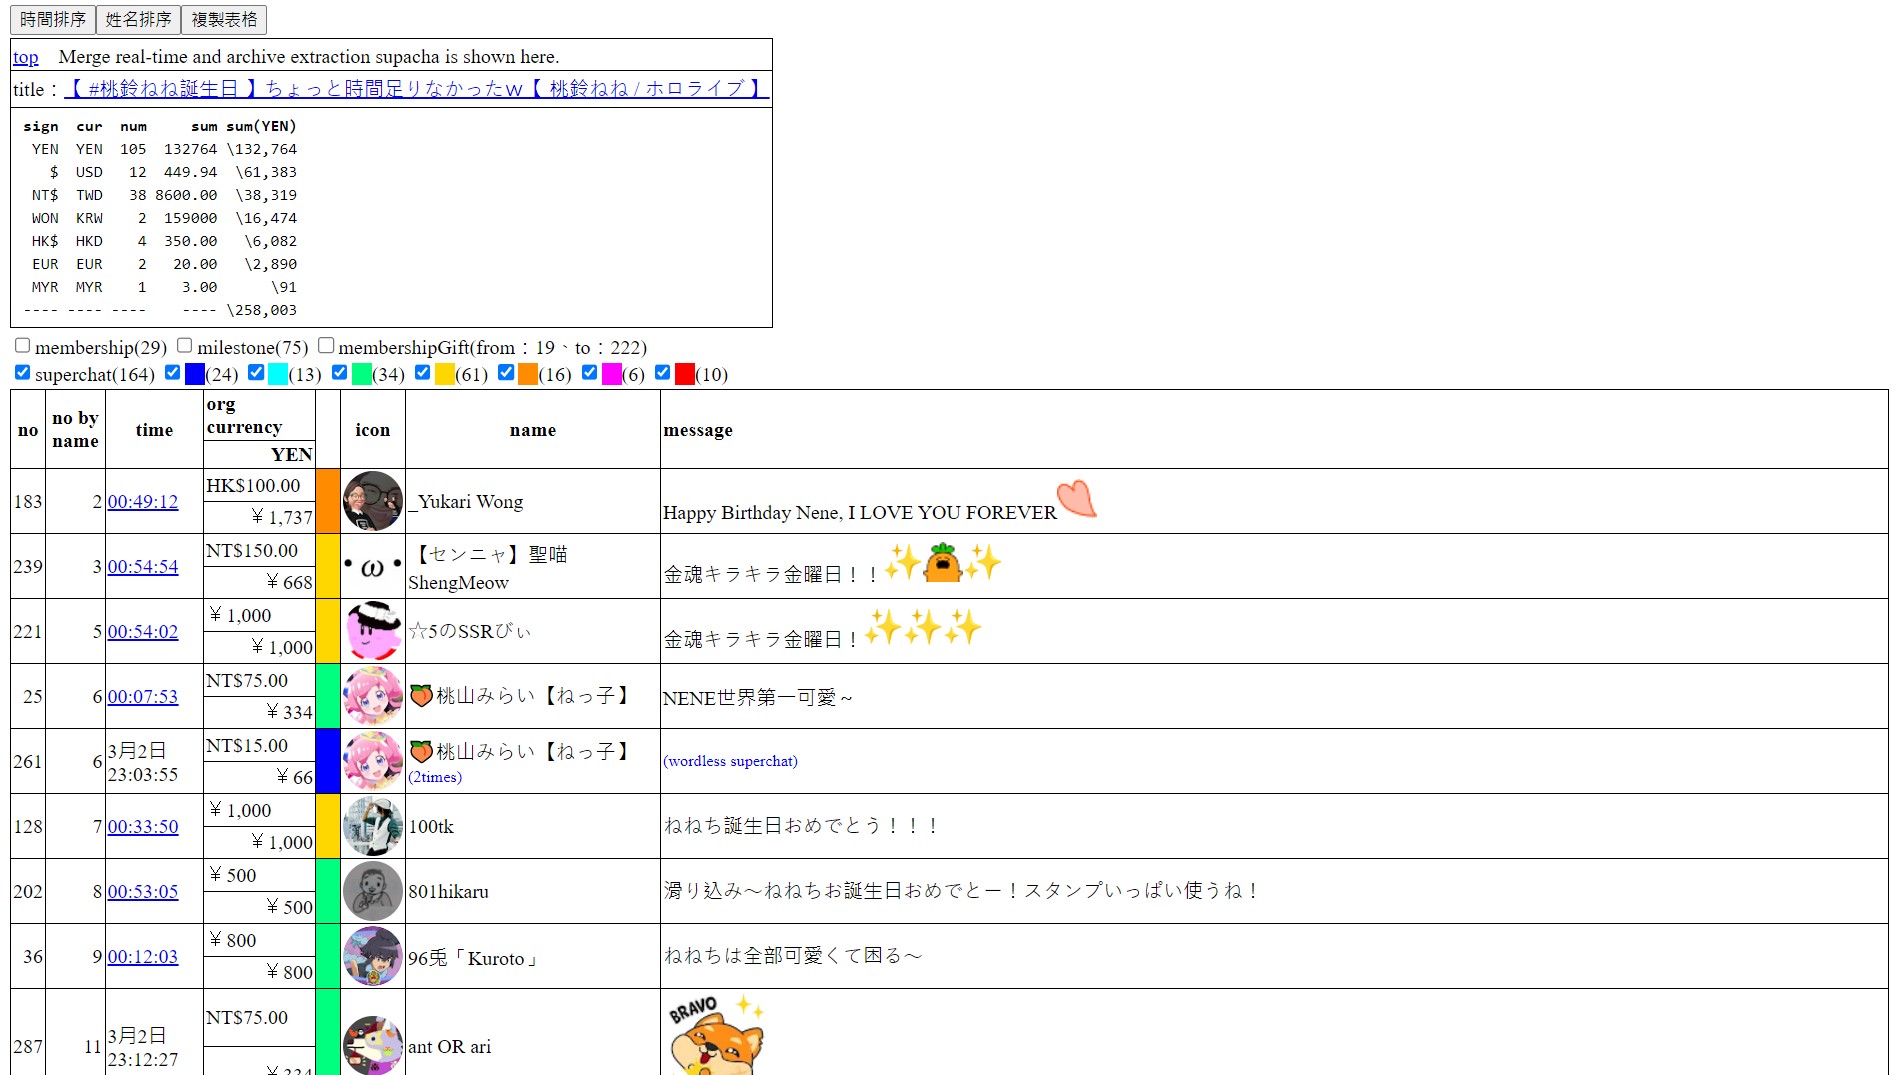 時間排序 姓名排序 複製表格
top Merge real-time and archive extraction supacha is shown here.
title：【 #桃鈴ねね誕生日 】ちょっと時間足りなかったｗ【 桃鈴ねね / ホロライブ 】
sign cur num sum sum(YEN)
YEN YEN 105 132764 \132,764
$ USD 12 449.94 \61,383
NT$ TWD 38 8600.00 \38,319
WON KRW 2 159000 \16,474
HK$ HKD 4 350.00 \6,082
EUR EUR 2 20.00 \2,890
MYR MYR 1 3.00 \91
---- ---- ---- ---- \258,003
membership(29) milestone(75) membershipGift(from：19、to：222)
superchat(164) (24) (13) (34) (61) (16) (6) (10)
no no by name time org currency YEN icon name message
183 2 00:49:12 HK$100.00 ￥1,737 _Yukari Wong Happy Birthday Nene, I LOVE YOU FOREVER
239 3 00:54:54 NT$150.00 ￥668 • ω • 【センニャ】聖喵 ShengMeow 金魂キラキラ金曜日！！
221 5 00:54:02 ￥1,000 ￥1,000 ☆5のSSRびぃ 金魂キラキラ金曜日！
25 6 00:07:53 NT$75.00 ￥334 🍑桃山みらい【ねっ子】 NENE世界第一可愛～
261 6 3月2日 23:03:55 NT$15.00 ￥66 🍑桃山みらい【ねっ子】 (2times) (wordless superchat)
128 7 00:33:50 ￥1,000 ￥1,000 100tk ねねち誕生日おめでとう！！！
202 8 00:53:05 ￥500 ￥500 801hikaru 滑り込み～ねねちお誕生日おめでとー！スタンプいっぱい使うね！
36 9 00:12:03 ￥800 ￥800 96兎「Kuroto」 ねねちは全部可愛くて困る～
287 11 3月2日 23:12:27 NT$75.00 ￥334 ant OR ari BRAVO